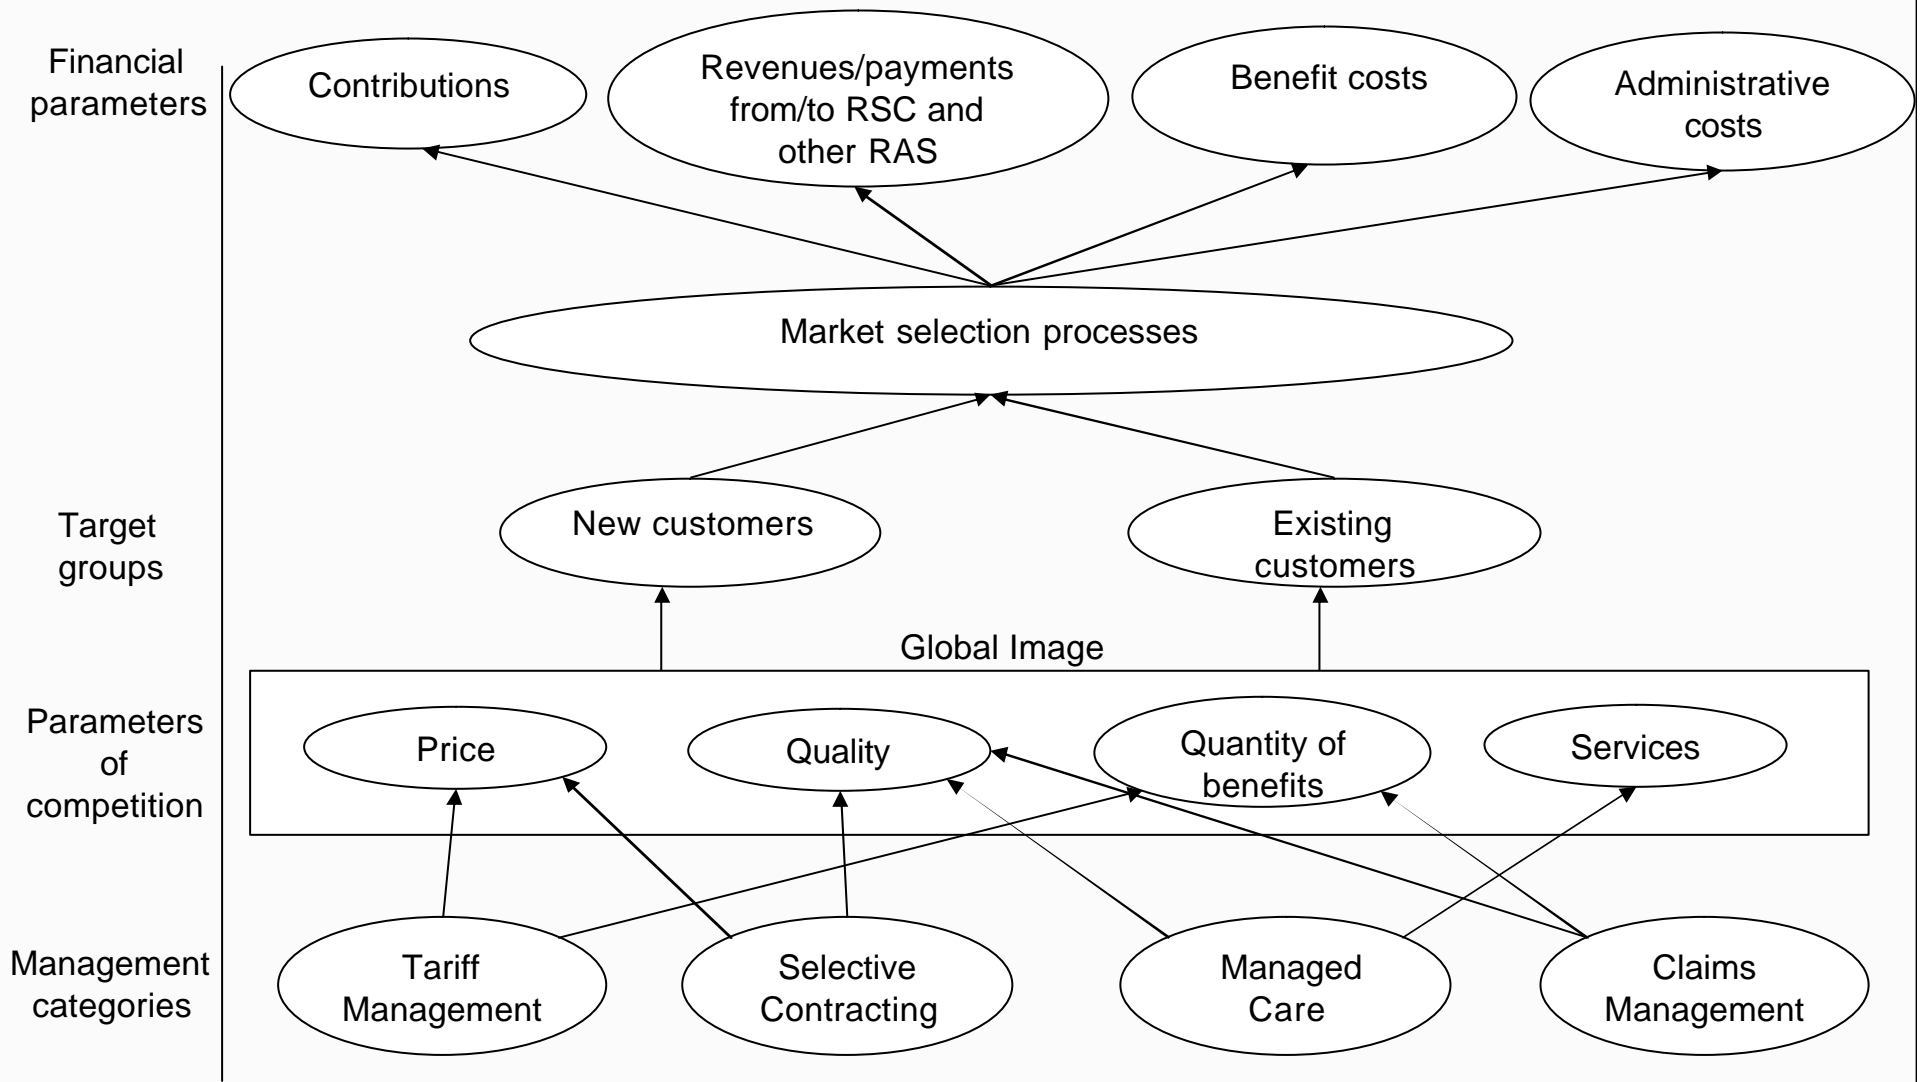 Financial
parameters
Contributions
Revenues/payments
from/to RSC and
other RAS
Benefit costs
Administrative
costs
Market selection processes
Target
groups
New customers
Existing
customers
Global Image
Parameters
of
competition
Price
Quality
Quantity of
benefits
Services
Management
categories
Tariff
Management
Selective
Contracting
Managed
Care
Claims
Management